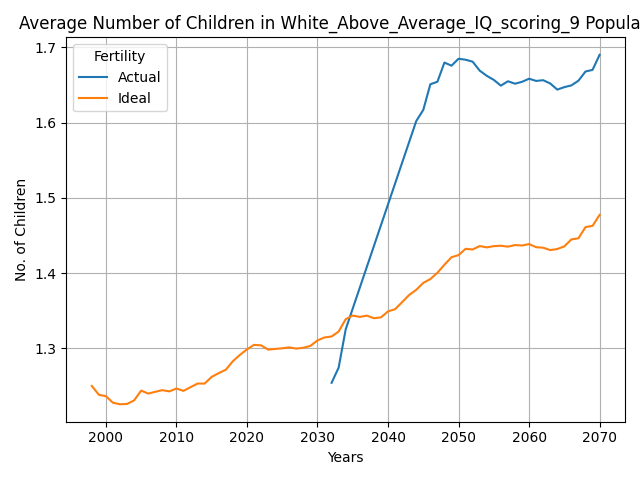 Average Number of Children in White_Above_Average_IQ_scoring_9 Popula
Fertility
Actual
Ideal
No. of Children
1.7
1.6
1.5
1.4
1.3
2000 2010 2020 2030 2040 2050 2060 2070
Years